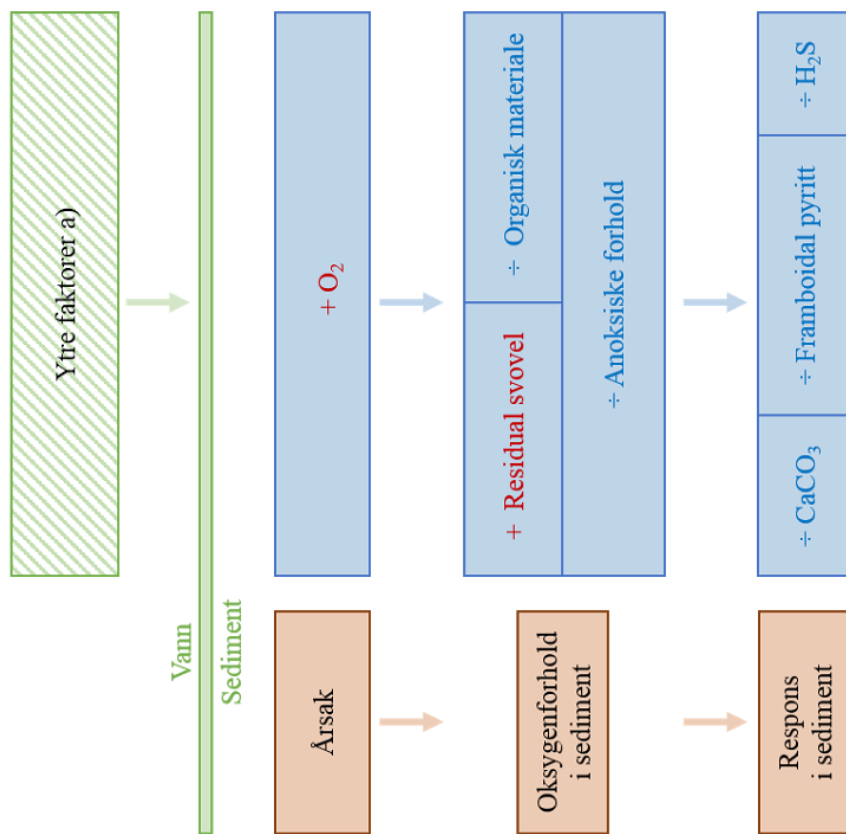 Ytre faktorer a)
Vann
Sediment
Årsak
+ O₂
Oksygenforhold
i sediment
+ Residual svovel
÷ Organisk materiale
÷ Anoksiske forhold
Respons
i sediment
÷ CaCO₃
÷ Framboidal pyritt
÷ H₂S